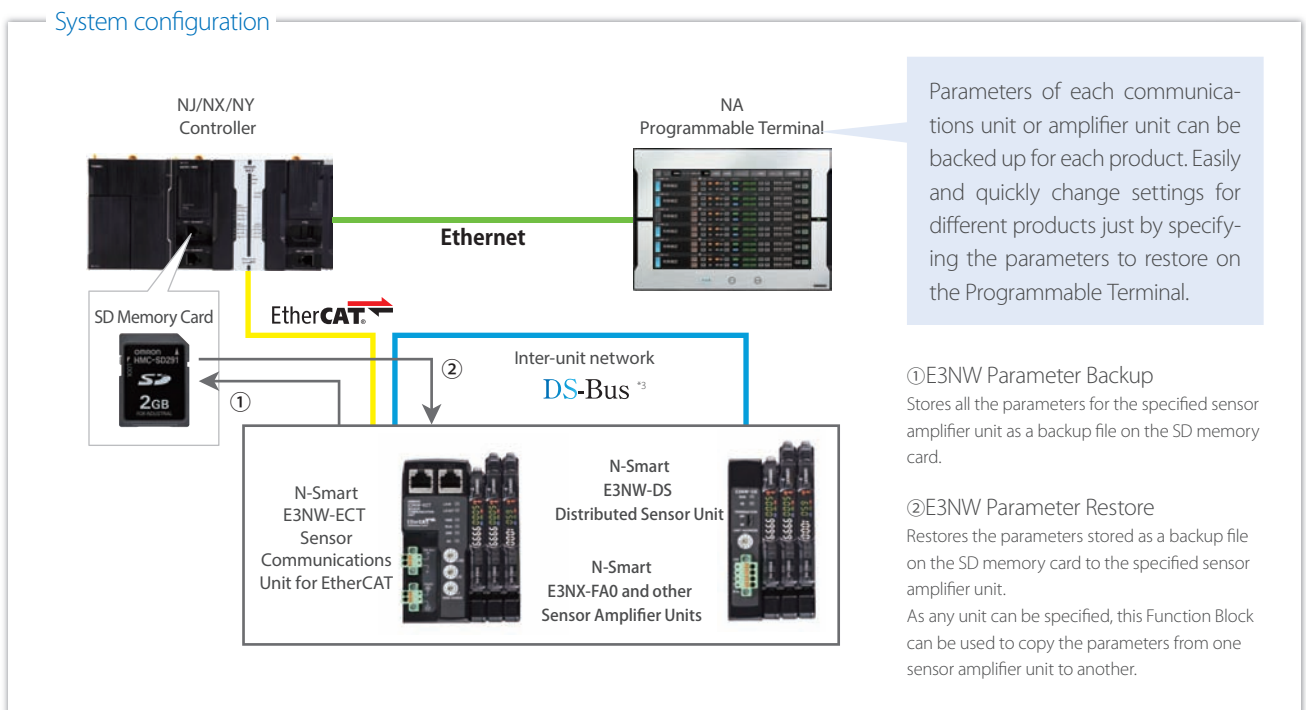 System configuration
NJ/NX/NY
Controller
NA
Programmable Terminal
Ethernet
SD Memory Card
omron
HMC-SD291
2GB
EtherCAT®
②
①
Inter-unit network
DS-Bus *3
N-Smart
E3NW-ECT
Sensor
Communications
Unit for EtherCAT
N-Smart
E3NW-DS
Distributed Sensor Unit
N-Smart
E3NX-FA0 and other
Sensor Amplifier Units
Parameters of each communica-
tions unit or amplifier unit can be
backed up for each product. Easily
and quickly change settings for
different products just by specify-
ing the parameters to restore on
the Programmable Terminal.
①E3NW Parameter Backup
Stores all the parameters for the specified sensor
amplifier unit as a backup file on the SD memory
card.
②E3NW Parameter Restore
Restores the parameters stored as a backup file
on the SD memory card to the specified sensor
amplifier unit.
As any unit can be specified, this Function Block
can be used to copy the parameters from one
sensor amplifier unit to another.